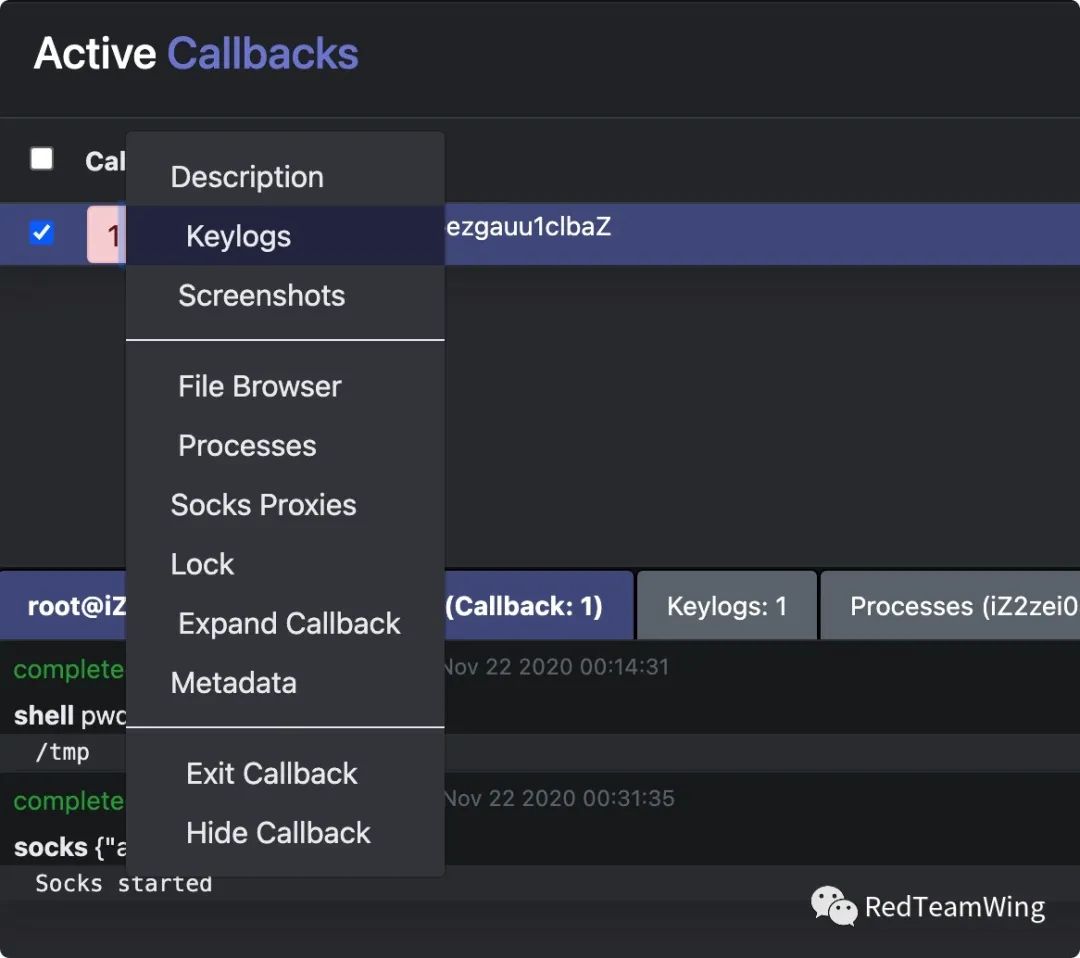 Active Callbacks
Description
1 Keylogs ezgauu1clbaZ
Screenshots
File Browser
Processes
Socks Proxies
Lock
root@iZ (Callback: 1) Keylogs: 1 Processes (iZ2zei0
Expand Callback
complete Nov 22 2020 00:14:31
Metadata
shell pwd
/tmp
Exit Callback
complete Nov 22 2020 00:31:35
Hide Callback
socks {"a
Socks started
RedTeamWing